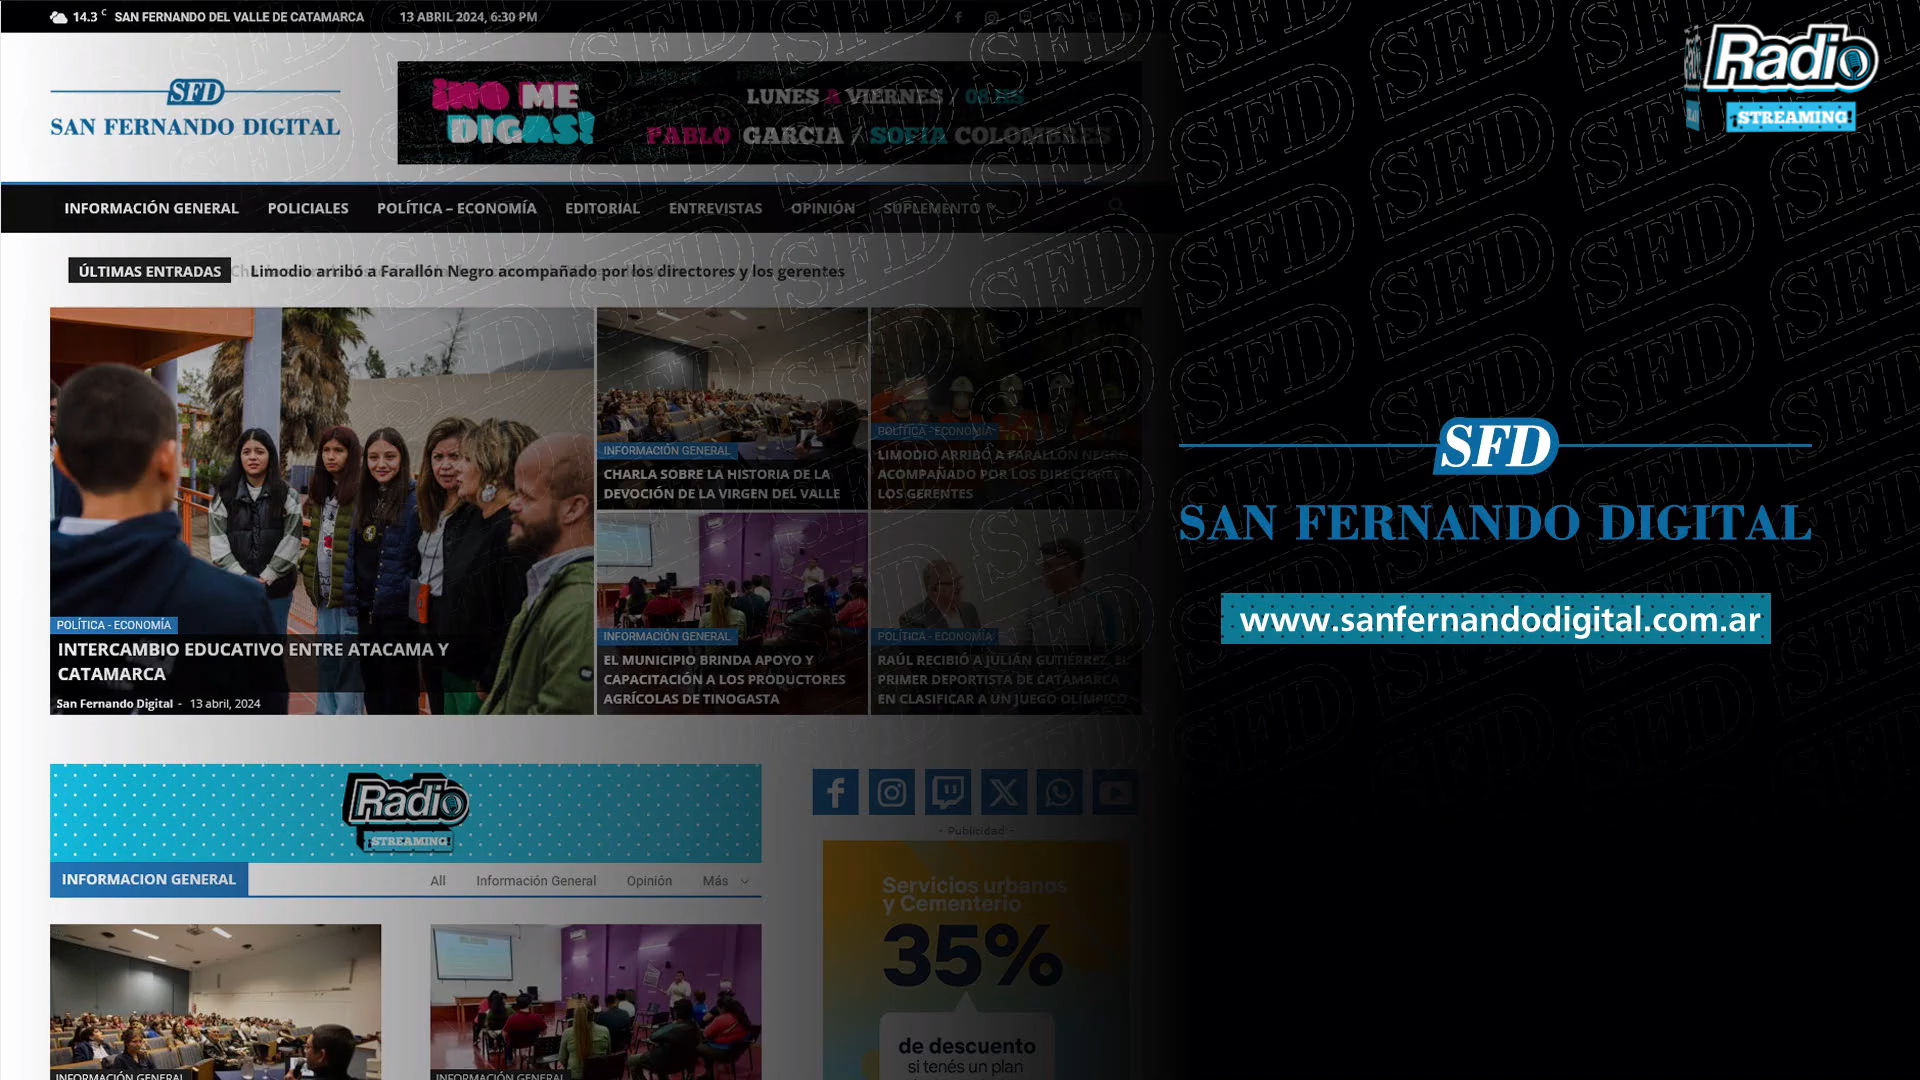 14.3 C SAN FERNANDO DEL VALLE DE CATAMARCA 13 ABRIL 2024, 6:30 PM
SFD
SAN FERNANDO DIGITAL
¡NO ME
DIGAS!
LUNES A VIERNES / 08 HS
PABLO GARCIA / SOFIA COLOMBRES
Radio
STREAMING!
INFORMACIÓN GENERAL POLICIALES POLÍTICA – ECONOMÍA EDITORIAL ENTREVISTAS OPINIÓN SUPLEMENTO
ÚLTIMAS ENTRADAS Limodio arribó a Farallón Negro acompañado por los directores y los gerentes
POLÍTICA - ECONOMÍA
INTERCAMBIO EDUCATIVO ENTRE ATACAMA Y
CATAMARCA
San Fernando Digital - 13 abril, 2024
INFORMACIÓN GENERAL
CHARLA SOBRE LA HISTORIA DE LA
DEVOCIÓN DE LA VIRGEN DEL VALLE
POLÍTICA - ECONOMÍA
LIMODIO ARRIBÓ A FARALLÓN NEGRO
ACOMPAÑADO POR LOS DIRECTORES Y
LOS GERENTES
INFORMACIÓN GENERAL
EL MUNICIPIO BRINDA APOYO Y
CAPACITACIÓN A LOS PRODUCTORES
AGRÍCOLAS DE TINOGASTA
POLÍTICA - ECONOMÍA
RAÚL RECIBIÓ A JULIÁN GUTIÉRREZ, EL
PRIMER DEPORTISTA DE CATAMARCA
EN CLASIFICAR A UN JUEGO OLÍMPICO
SFD
SAN FERNANDO DIGITAL
www.sanfernandodigital.com.ar
Radio
STREAMING!
INFORMACION GENERAL All Información General Opinión Más
- Publicidad -
Servicios urbanos
y Cementerio
35%
de descuento
si tenés un plan
INFORMACIÓN GENERAL
INFORMACIÓN GENERAL